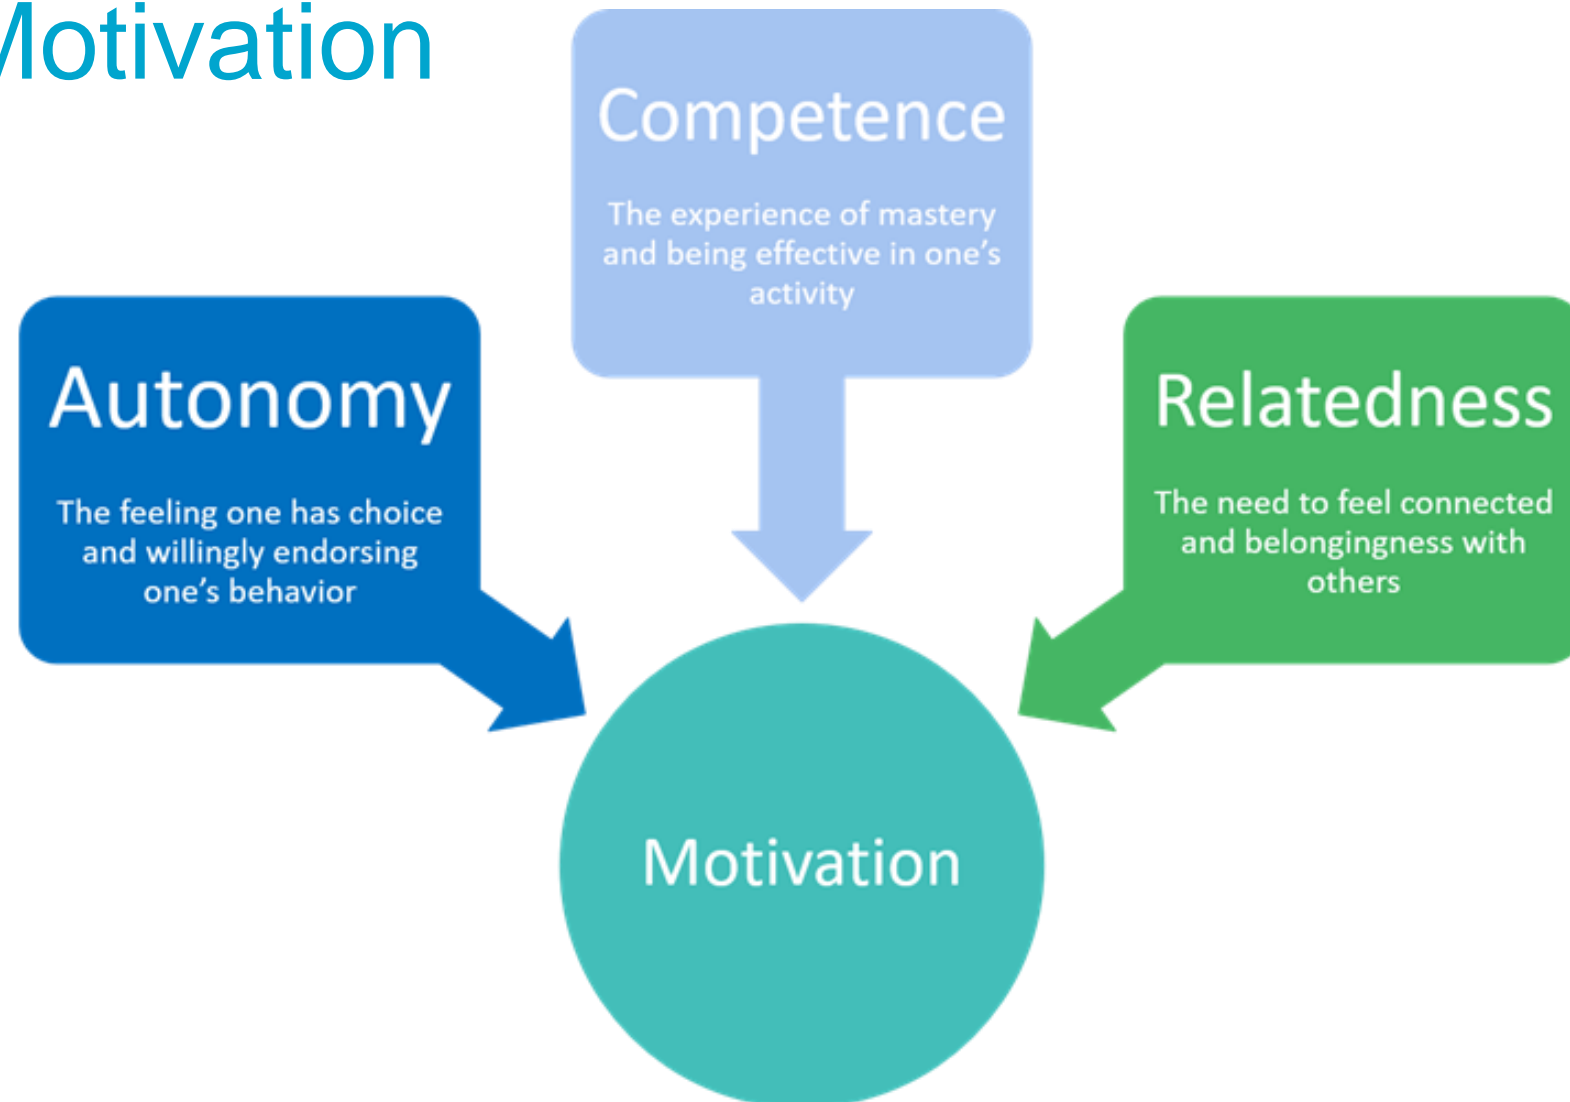 Motivation
Competence
The experience of mastery
and being effective in one’s
activity
Autonomy
The feeling one has choice
and willingly endorsing
one’s behavior
Relatedness
The need to feel connected
and belongingness with
others
Motivation